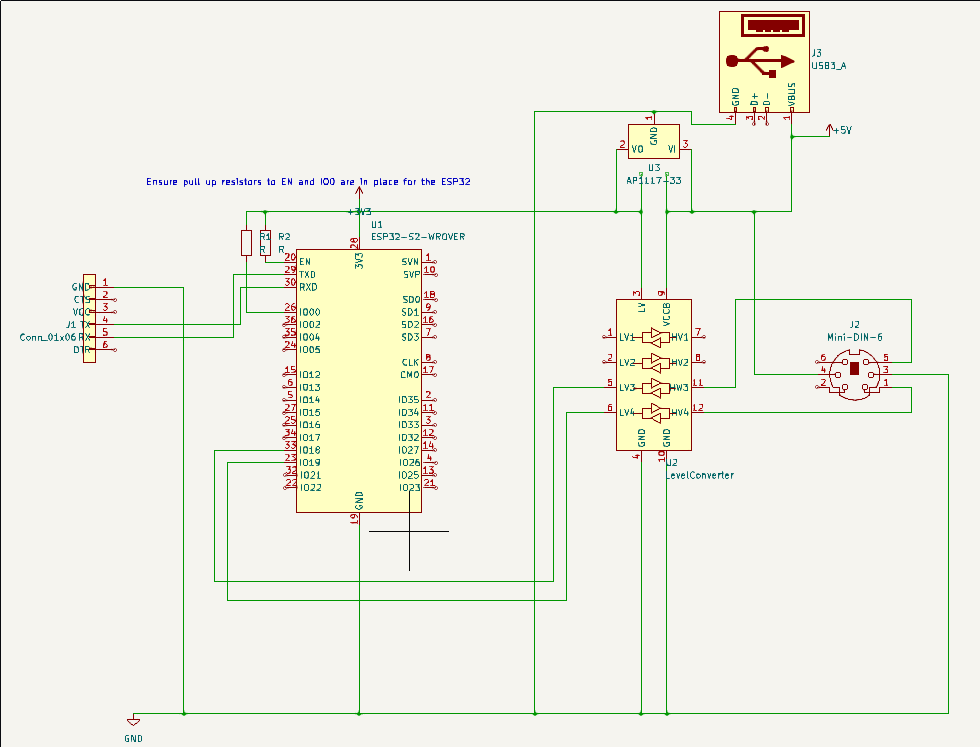 J3
USB3_A
GND
D+
D-
VBUS
4
3
2
1
+5V
1
GND
2
VO
VI
3
U3
AP1117-33
Ensure pull up resistors to EN and IO0 are in place for the ESP32
+3V3
U1
ESP32-S2-WROVER
R1
R
R2
R
28
3V3
20
EN
29
TXD
30
RXD
26
IO00
36
IO02
35
IO04
24
IO05
15
IO12
6
IO13
5
IO14
27
IO15
25
IO16
34
IO17
33
IO18
23
IO19
32
IO21
22
IO22
SVN
1
SVP
10
SD0
18
SD1
9
SD2
16
SD3
7
CLK
8
CMD
17
IO35
2
IO34
11
IO33
3
IO32
12
IO27
14
IO26
4
IO25
13
IO23
21
GND
19
GND
1
CTS
2
VCC
3
J1
TX
4
Conn_01x06
RX
5
DTR
6
3
LV
9
VCCB
1
LV1
HV1
7
2
LV2
HV2
8
5
LV3
HW3
11
6
LV4
HV4
12
GND
4
GND
10
U2
LevelConverter
J2
Mini-DIN-6
6
5
4
3
2
1
GND